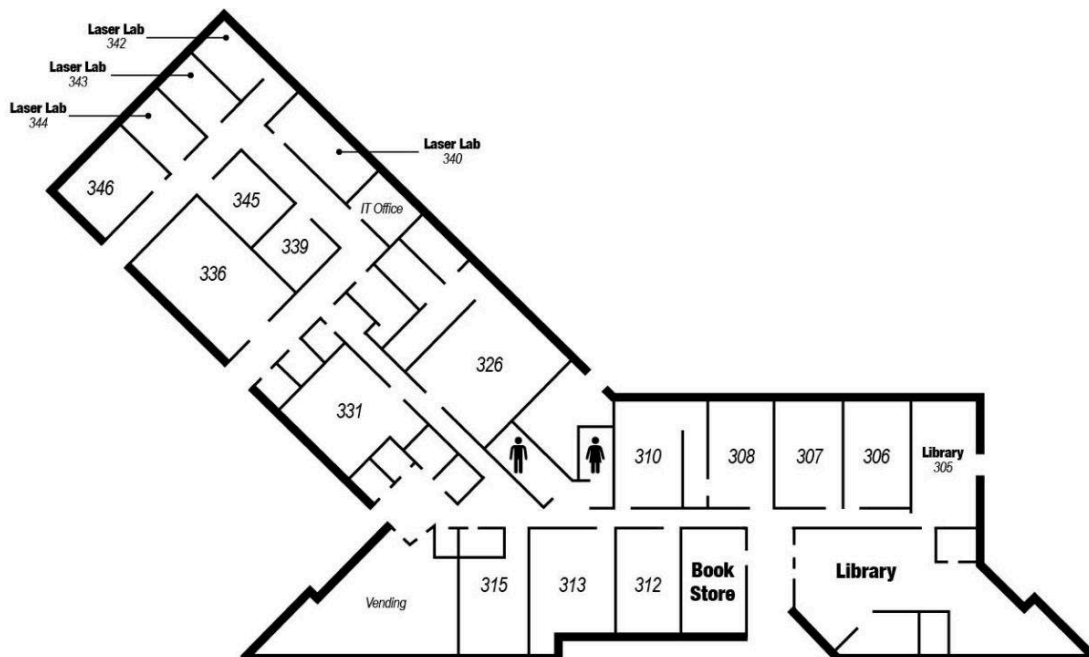 Laser Lab
342
Laser Lab
343
Laser Lab
344
Laser Lab
340
346
345
IT Office
339
336
326
331
310
308
307
306
Library
305
Vending
315
313
312
Book
Store
Library